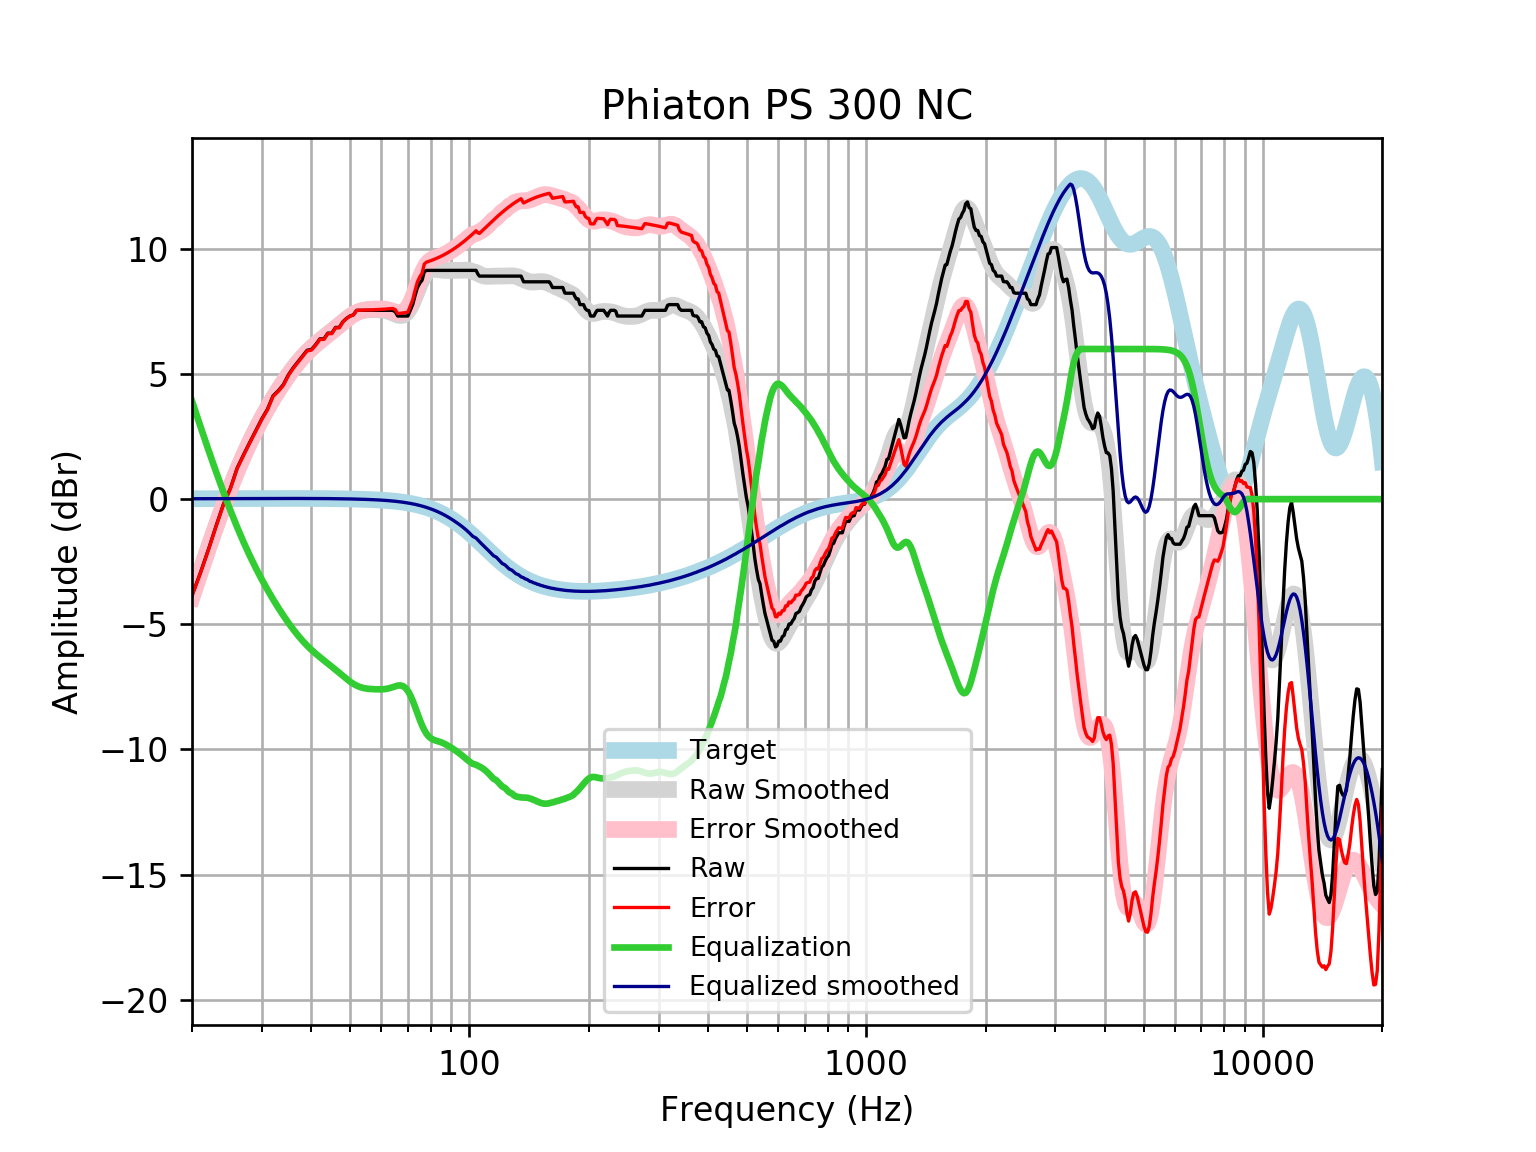 Phiaton PS 300 NC
Amplitude (dBr)
10
5
0
−5
−10
−15
−20
Target
Raw Smoothed
Error Smoothed
Raw
Error
Equalization
Equalized smoothed
100
1000
10000
Frequency (Hz)